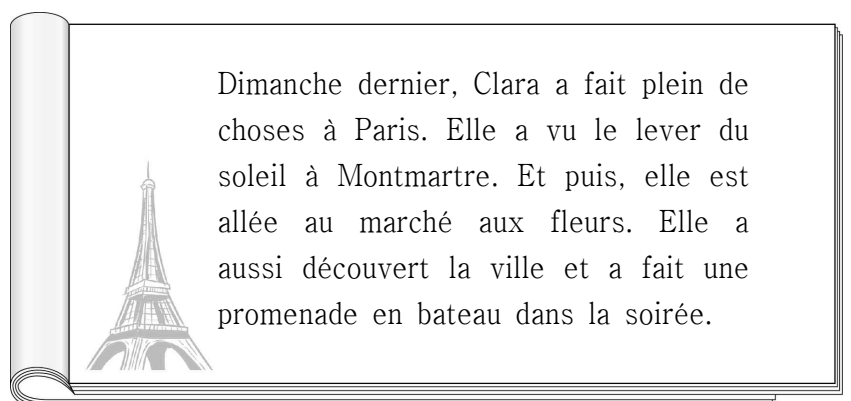 Dimanche dernier, Clara a fait plein de
choses à Paris. Elle a vu le lever du
soleil à Montmartre. Et puis, elle est
allée au marché aux fleurs. Elle a
aussi découvert la ville et a fait une
promenade en bateau dans la soirée.